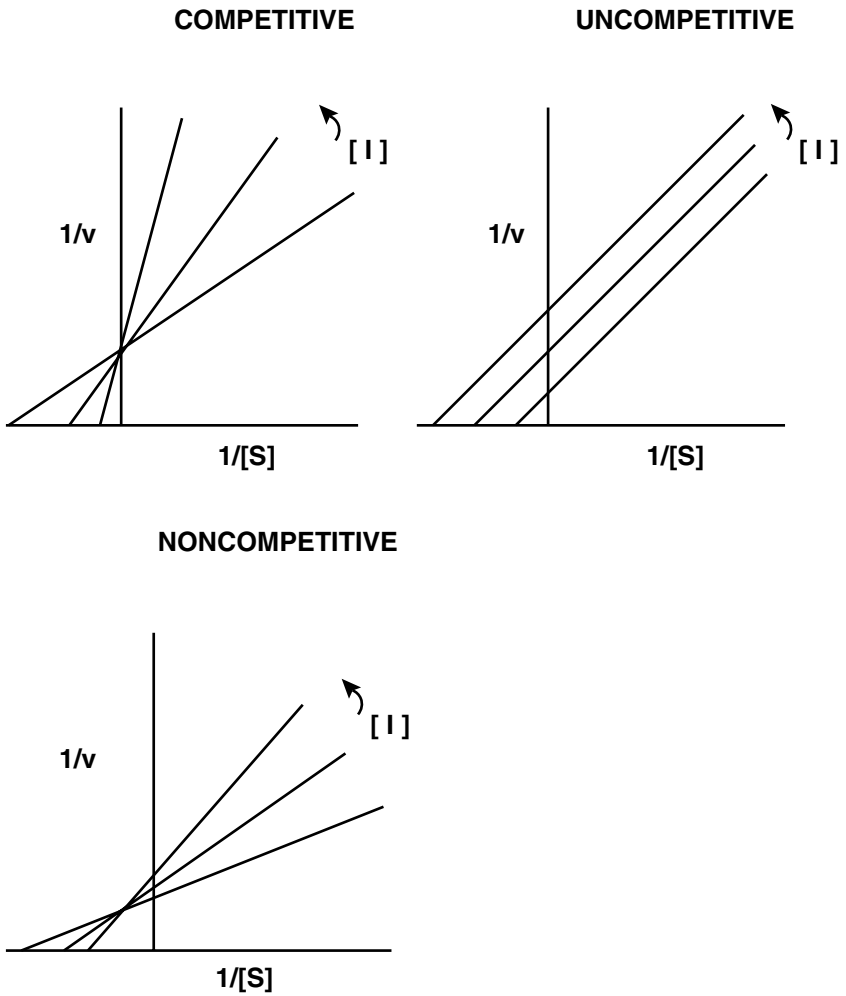 COMPETITIVE
1/v
[ I ]
1/[S]
UNCOMPETITIVE
1/v
[ I ]
1/[S]
NONCOMPETITIVE
1/v
[ I ]
1/[S]